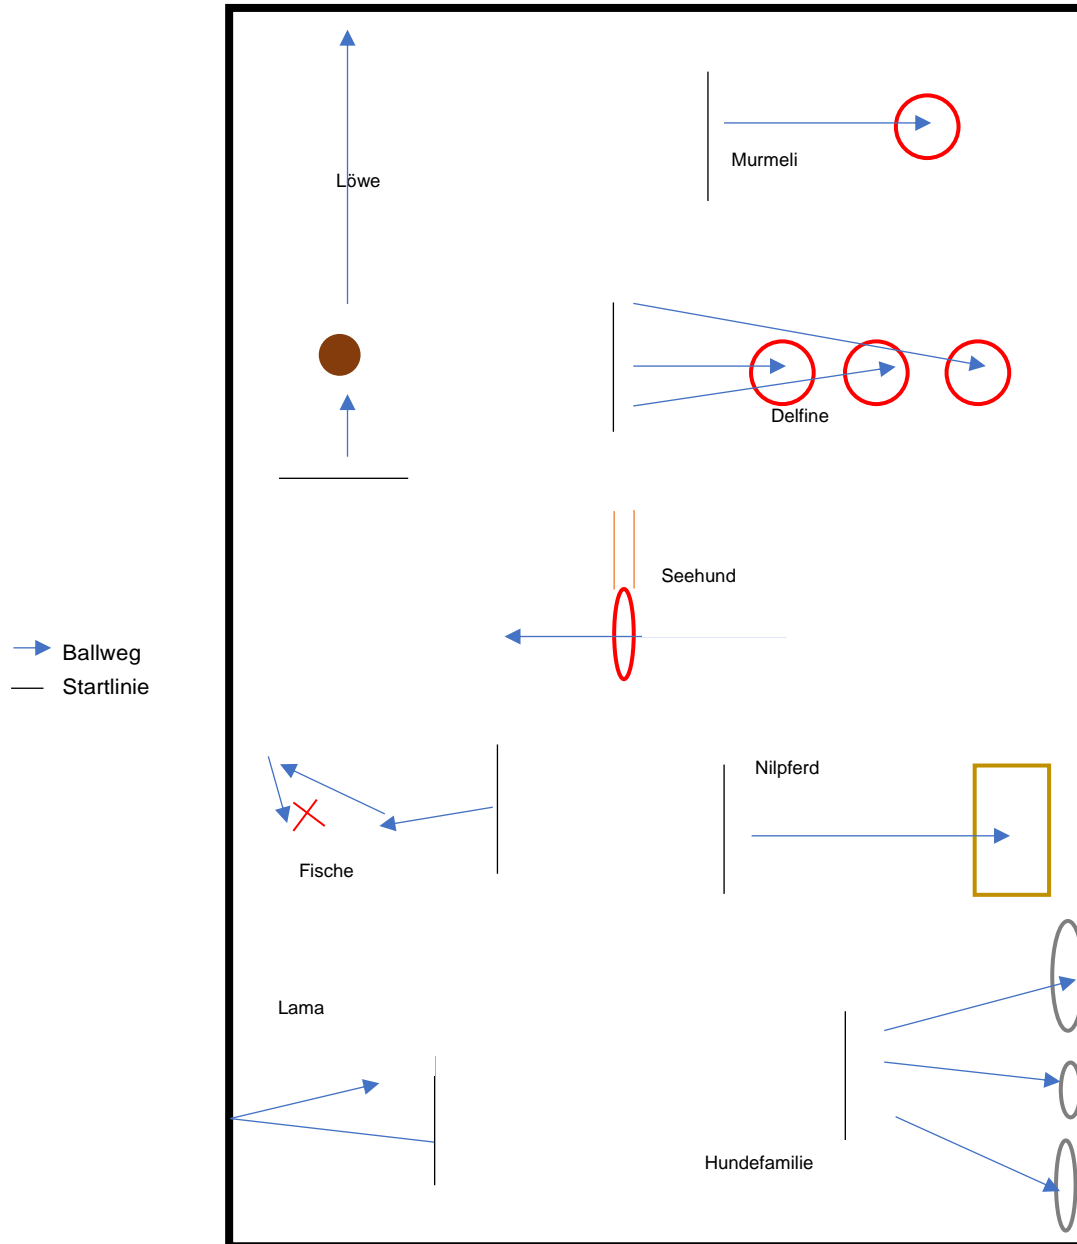 Murmeli
Löwe
Delfine
Seehund
Ballweg
Startlinie
Nilpferd
Fische
Lama
Hundefamilie